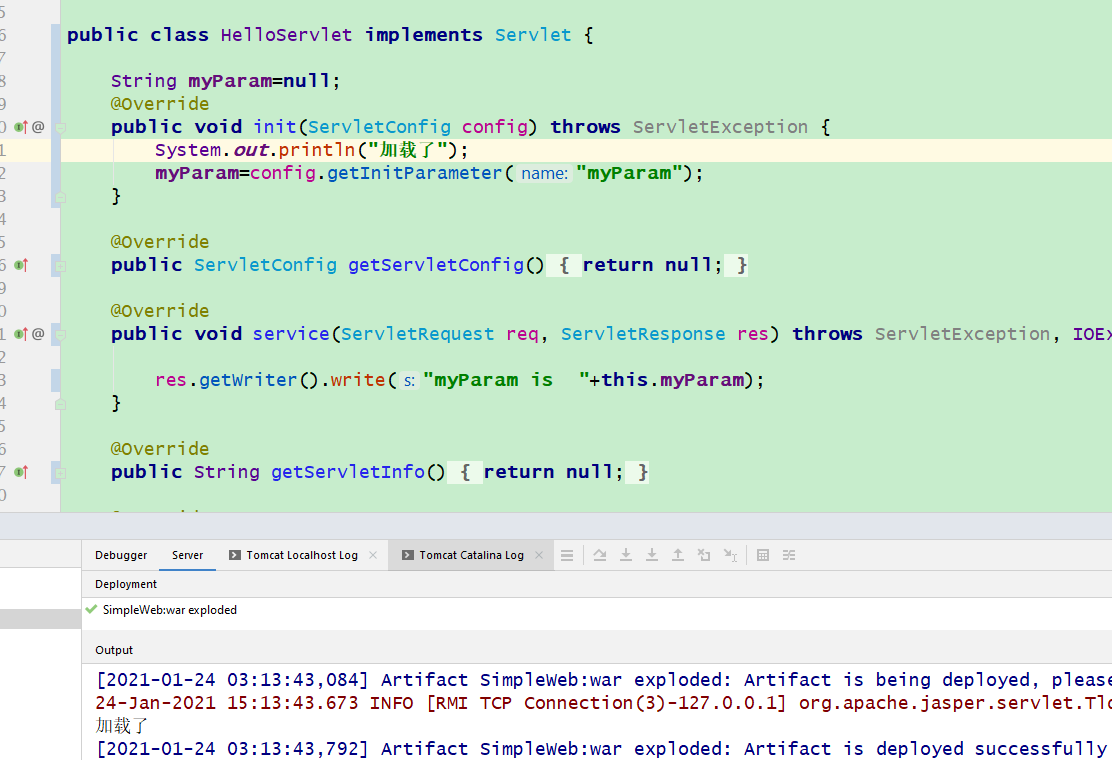 public class HelloServlet implements Servlet {
String myParam=null;
@Override
public void init(ServletConfig config) throws ServletException {
System.out.println("加载了");
myParam=config.getInitParameter( name: "myParam");
}
@Override
public ServletConfig getServletConfig() { return null; }
@Override
public void service(ServletRequest req, ServletResponse res) throws ServletException, IOEx
res.getWriter().write( s: "myParam is  "+this.myParam);
}
@Override
public String getServletInfo() { return null; }
Debugger Server Tomcat Localhost Log Tomcat Catalina Log
Deployment
SimpleWeb:war exploded
Output
[2021-01-24 03:13:43,084] Artifact SimpleWeb:war exploded: Artifact is being deployed, please
24-Jan-2021 15:13:43.673 INFO [RMI TCP Connection(3)-127.0.0.1] org.apache.jasper.servlet.Tl
加载了
[2021-01-24 03:13:43,792] Artifact SimpleWeb:war exploded: Artifact is deployed successfully